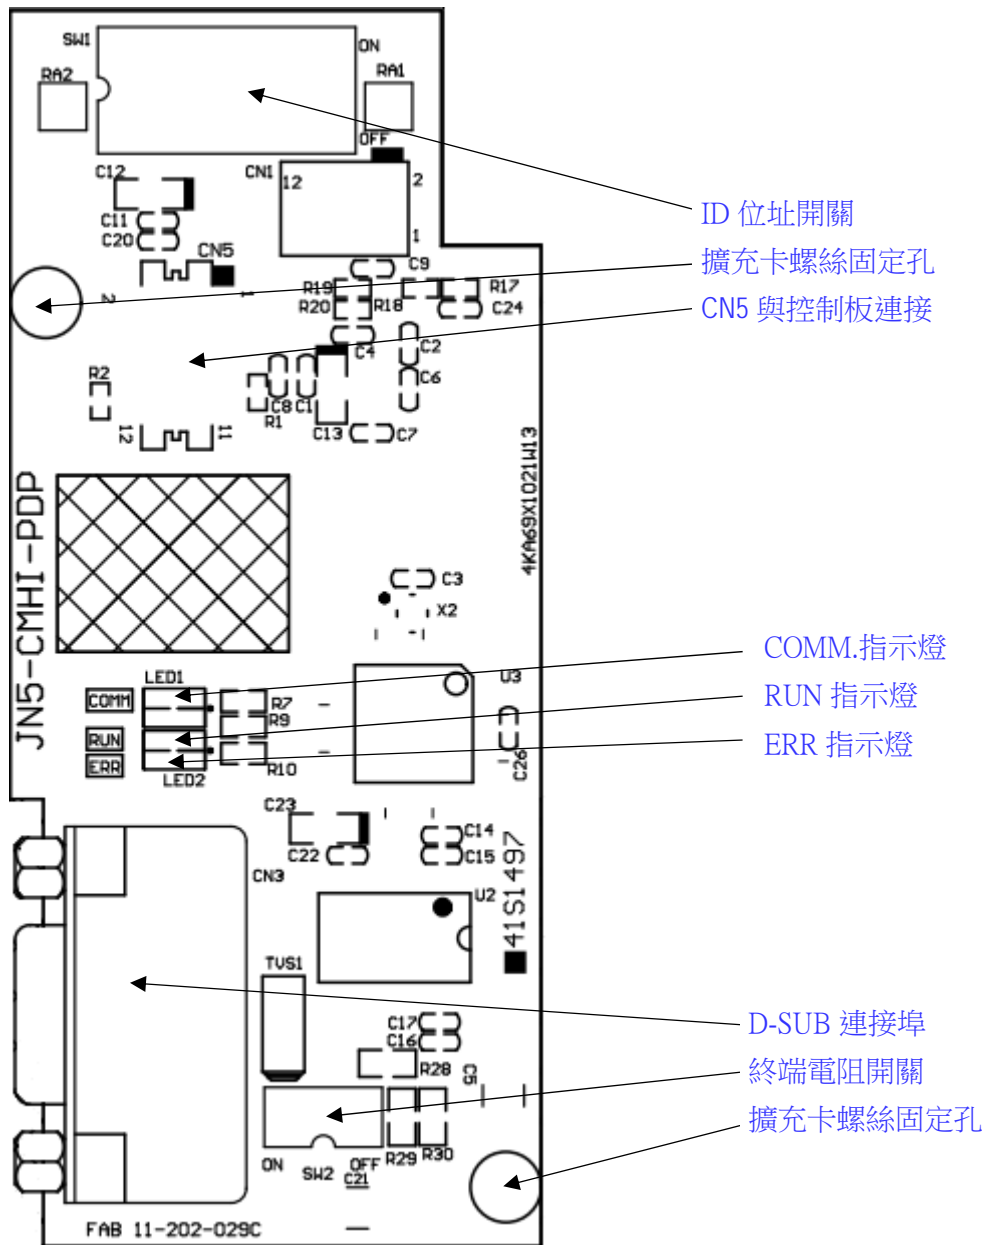 SW1
ON
RA2
RA1
OFF
C12
CN1
12
2
1
C11
C20
CN5
C9
2
1
R19
R20
R18
R17
C24
C4
C2
C6
R2
C8
C1
R1
C13
C7
12
11
JN5-CMHI-PDP
4KA69X1021W13
C3
X2
LED1
COMM
R7
R9
RUN
ERR
LED2
R10
U3
C26
C23
C22
C14
C15
CN3
U2
41S1497
TVS1
C17
C16
R28
C5
ON
SW2
OFF
C21
R29
R30
FAB 11-202-029C
ID 位址開關
擴充卡螺絲固定孔
CN5 與控制板連接
COMM.指示燈
RUN 指示燈
ERR 指示燈
D-SUB 連接埠
終端電阻開關
擴充卡螺絲固定孔